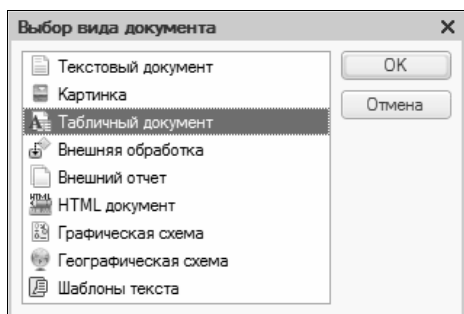 Выбор вида документа
Текстовый документ
OK
Картинка
Отмена
Табличный документ
Внешняя обработка
Внешний отчет
HTML документ
Графическая схема
Географическая схема
Шаблоны текста